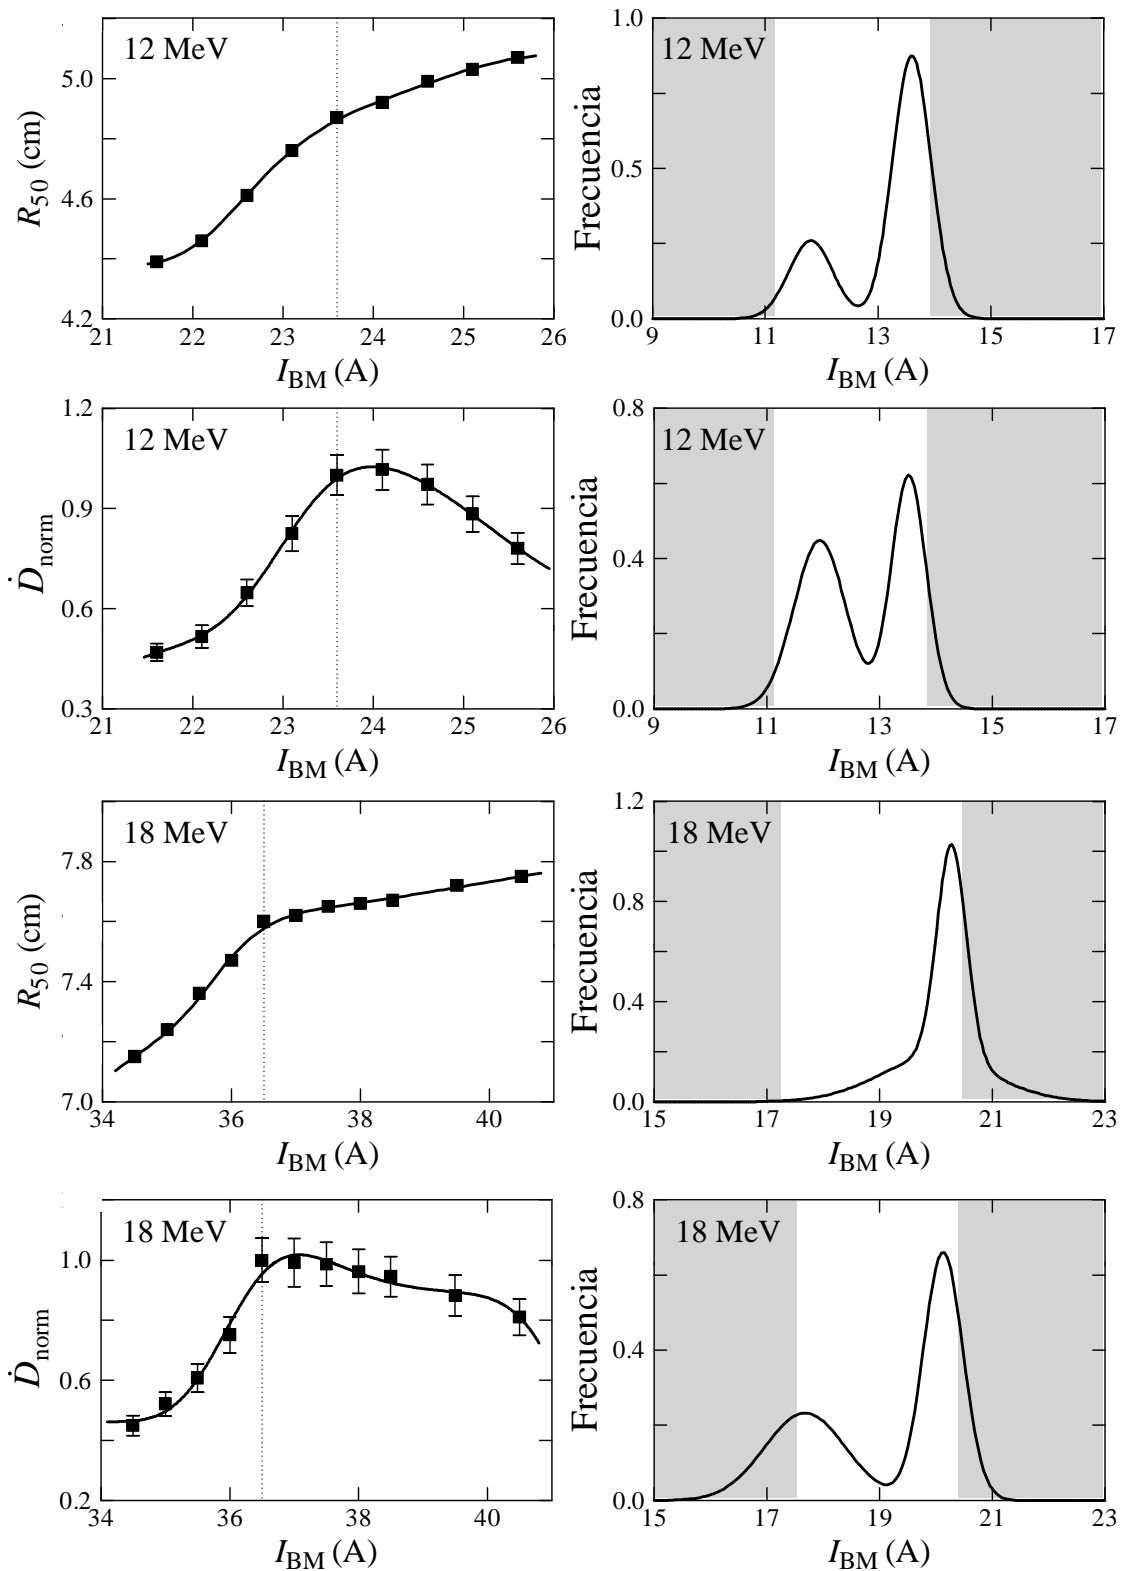 12 MeV
R50 (cm)
5.0
4.6
4.2
21 22 23 24 25 26
IBM (A)
12 MeV
Frecuencia
1.0
0.5
0.0
9 11 13 15 17
IBM (A)
12 MeV
Ḋnorm
1.2
0.9
0.6
0.3
21 22 23 24 25 26
IBM (A)
12 MeV
Frecuencia
0.8
0.4
0.0
9 11 13 15 17
IBM (A)
18 MeV
R50 (cm)
7.8
7.4
7.0
34 36 38 40
IBM (A)
18 MeV
Frecuencia
1.2
0.8
0.4
0.0
15 17 19 21 23
IBM (A)
18 MeV
Ḋnorm
1.0
0.6
0.2
34 36 38 40
IBM (A)
18 MeV
Frecuencia
0.8
0.4
0.0
15 17 19 21 23
IBM (A)